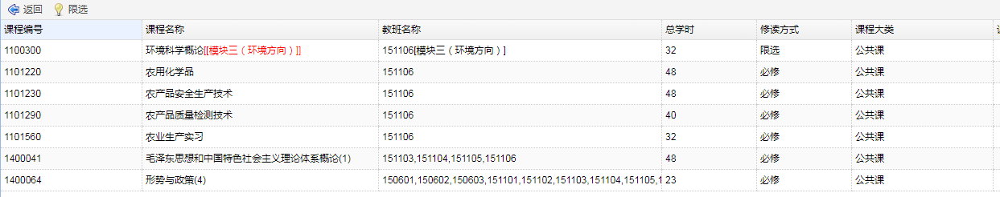 返回 限选
课程编号 课程名称 教班名称 总学时 修读方式 课程大类
1100300 环境科学概论[[模块三（环境方向）]] 151106[模块三（环境方向）] 32 限选 公共课
1101220 农用化学品 151106 48 必修 公共课
1101230 农产品安全生产技术 151106 48 必修 公共课
1101290 农产品质量检测技术 151106 40 必修 公共课
1101560 农业生产实习 151106 32 必修 公共课
1400041 毛泽东思想和中国特色社会主义理论体系概论(1) 151103,151104,151105,151106 48 必修 公共课
1400064 形势与政策(4) 150601,150602,150603,151101,151102,151103,151104,151105,1 23 必修 公共课